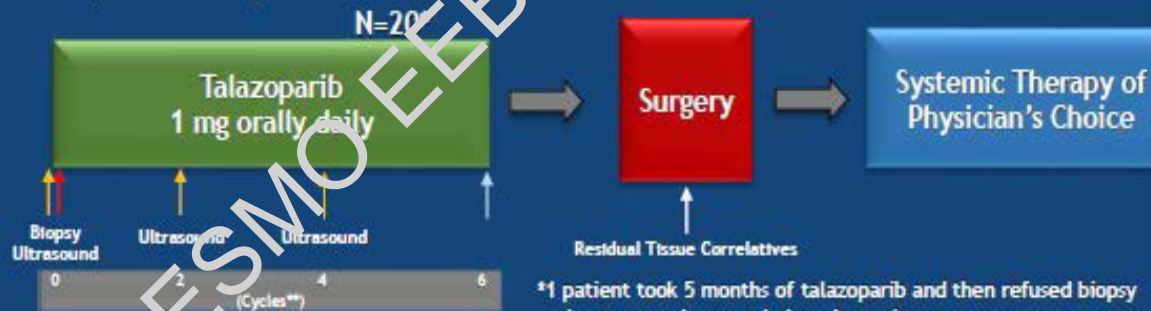 N=20*
Talazoparib
1 mg orally daily
Surgery
Systemic Therapy of
Physician's Choice
Biopsy
Ultrasound
Ultrasound
Ultrasound
Residual Tissue Correlatives
0 2 4 6
(Cycles**)
*1 patient took 5 months of talazoparib and then refused biopsy
ESMO